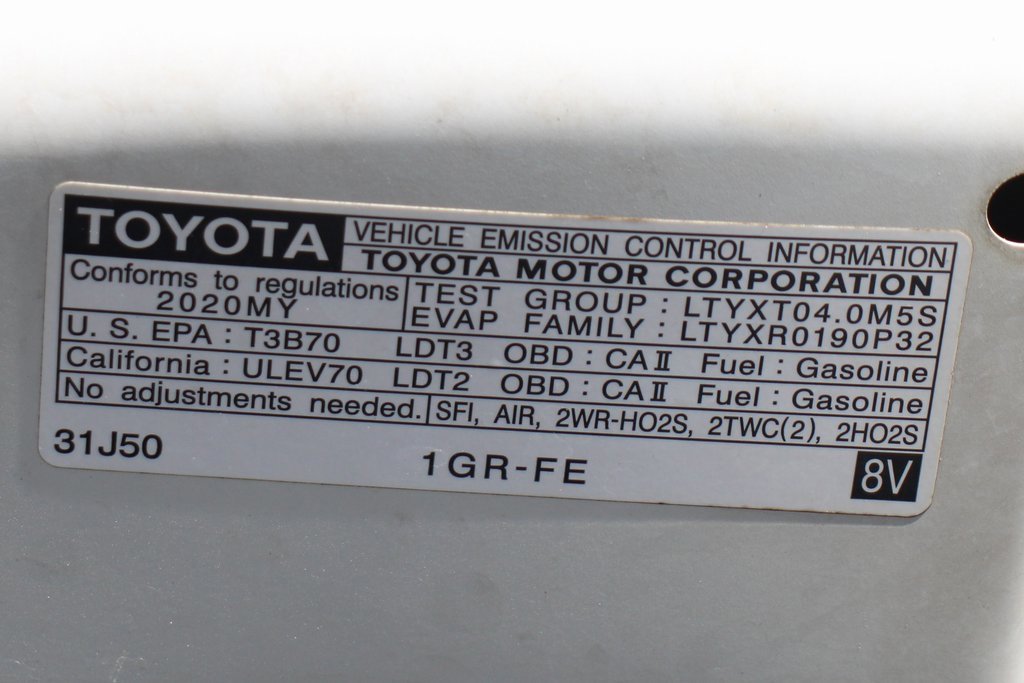 TOYOTA VEHICLE EMISSION CONTROL INFORMATION
TOYOTA MOTOR CORPORATION
Conforms to regulations
2020MY
TEST GROUP : LTYXT04.0M5S
EVAP FAMILY : LTYXR0190P32
U. S. EPA : T3B70 LDT3 OBD : CAⅡ Fuel : Gasoline
California : ULEV70 LDT2 OBD : CAⅡ Fuel : Gasoline
No adjustments needed. SFI, AIR, 2WR-HO2S, 2TWC(2), 2HO2S
31J50 1GR-FE 8V